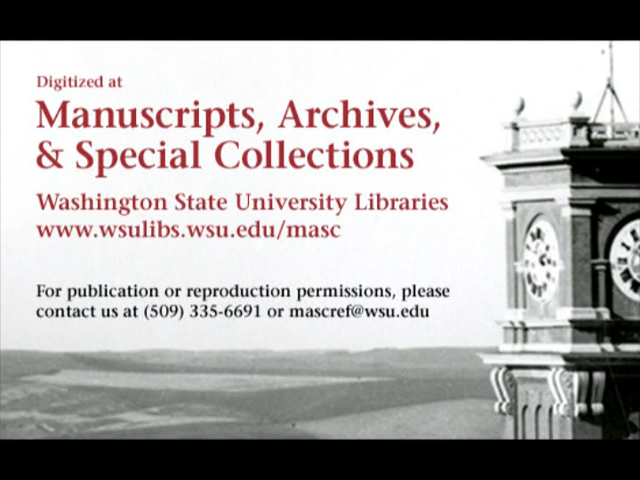 Digitized at
Manuscripts, Archives,
& Special Collections
Washington State University Libraries
www.wsulibs.wsu.edu/masc
For publication or reproduction permissions, please
contact us at (509) 335-6691 or mascref@wsu.edu